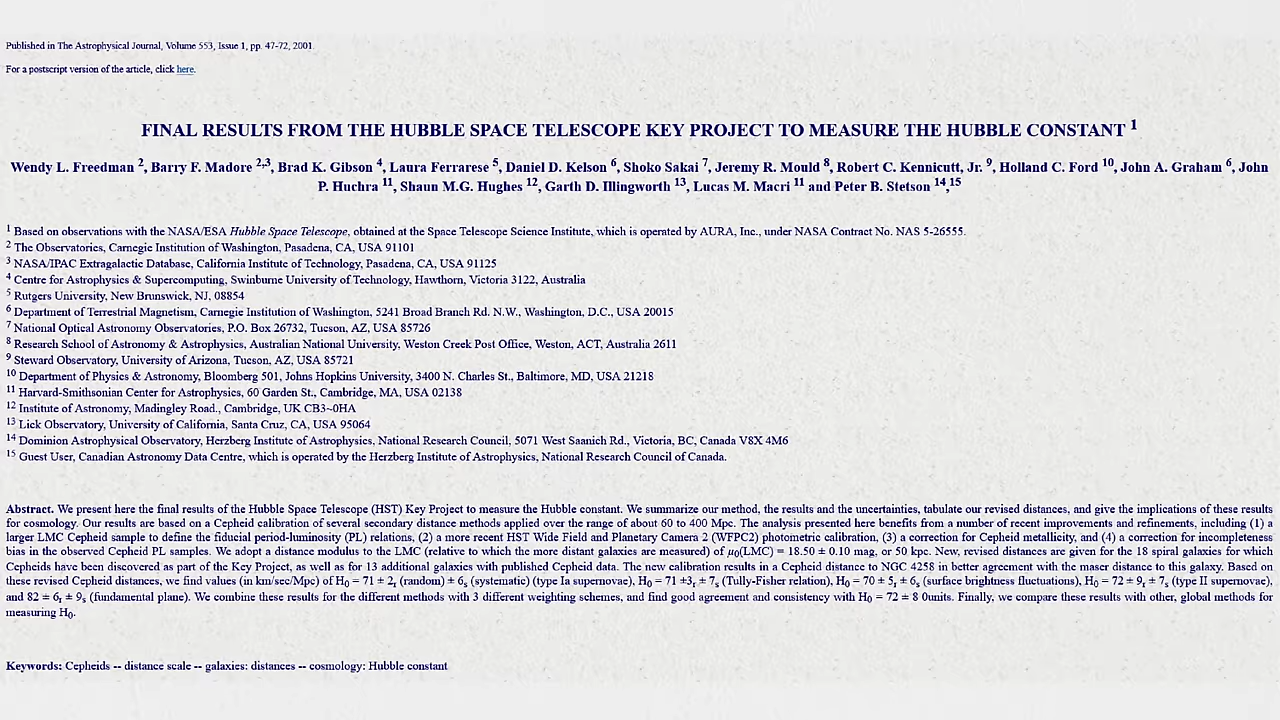 Published in The Astrophysical Journal, Volume 553, Issue 1, pp. 47-72, 2001.
For a postscript version of the article, click here.
FINAL RESULTS FROM THE HUBBLE SPACE TELESCOPE KEY PROJECT TO MEASURE THE HUBBLE CONSTANT 1
Wendy L. Freedman 2, Barry F. Madore 2,3, Brad K. Gibson 4, Laura Ferrarese 5, Daniel D. Kelson 6, Shoko Sakai 7, Jeremy R. Mould 8, Robert C. Kennicutt, Jr. 9, Holland C. Ford 10, John A. Graham 6, John
P. Huchra 11, Shaun M.G. Hughes 12, Garth D. Illingworth 13, Lucas M. Macri 11 and Peter B. Stetson 14,15
1 Based on observations with the NASA/ESA Hubble Space Telescope, obtained at the Space Telescope Science Institute, which is operated by AURA, Inc., under NASA Contract No. NAS 5-26555.
2 The Observatories, Carnegie Institution of Washington, Pasadena, CA, USA 91101
3 NASA/IPAC Extragalactic Database, California Institute of Technology, Pasadena, CA, USA 91125
4 Centre for Astrophysics & Supercomputing, Swinburne University of Technology, Hawthorn, Victoria 3122, Australia
5 Rutgers University, New Brunswick, NJ, 08854
6 Department of Terrestrial Magnetism, Carnegie Institution of Washington, 5241 Broad Branch Rd. N.W., Washington, D.C., USA 20015
7 National Optical Astronomy Observatories, P.O. Box 26732, Tucson, AZ, USA 85726
8 Research School of Astronomy & Astrophysics, Australian National University, Weston Creek Post Office, Weston, ACT, Australia 2611
9 Steward Observatory, University of Arizona, Tucson, AZ, USA 85721
10 Department of Physics & Astronomy, Bloomberg 501, Johns Hopkins University, 3400 N. Charles St., Baltimore, MD, USA 21218
11 Harvard-Smithsonian Center for Astrophysics, 60 Garden St., Cambridge, MA, USA 02138
12 Institute of Astronomy, Madingley Road., Cambridge, UK CB3~0HA
13 Lick Observatory, University of California, Santa Cruz, CA, USA 95064
14 Dominion Astrophysical Observatory, Herzberg Institute of Astrophysics, National Research Council, 5071 West Saanich Rd., Victoria, BC, Canada V8X 4M6
15 Guest User, Canadian Astronomy Data Centre, which is operated by the Herzberg Institute of Astrophysics, National Research Council of Canada.
Abstract. We present here the final results of the Hubble Space Telescope (HST) Key Project to measure the Hubble constant. We summarize our method, the results and the uncertainties, tabulate our revised distances, and give the implications of these results
for cosmology. Our results are based on a Cepheid calibration of several secondary distance methods applied over the range of about 60 to 400 Mpc. The analysis presented here benefits from a number of recent improvements and refinements, including (1) a
larger LMC Cepheid sample to define the fiducial period-luminosity (PL) relations, (2) a more recent HST Wide Field and Planetary Camera 2 (WFPC2) photometric calibration, (3) a correction for Cepheid metallicity, and (4) a correction for incompleteness
bias in the observed Cepheid PL samples. We adopt a distance modulus to the LMC (relative to which the more distant galaxies are measured) of μ0(LMC) = 18.50 ± 0.10 mag, or 50 kpc. New, revised distances are given for the 18 spiral galaxies for which
Cepheids have been discovered as part of the Key Project, as well as for 13 additional galaxies with published Cepheid data. The new calibration results in a Cepheid distance to NGC 4258 in better agreement with the maser distance to this galaxy. Based on
these revised Cepheid distances, we find values (in km/sec/Mpc) of H0 = 71 ± 2r (random) ± 6s (systematic) (type Ia supernovae), H0 = 71 ±3r ± 7s (Tully-Fisher relation), H0 = 70 ± 5r ± 6s (surface brightness fluctuations), H0 = 72 ± 9r ± 7s (type II supernovae),
and 82 ± 6r ± 9s (fundamental plane). We combine these results for the different methods with 3 different weighting schemes, and find good agreement and consistency with H0 = 72 ± 8 0units. Finally, we compare these results with other, global methods for
measuring H0.
Keywords: Cepheids -- distance scale -- galaxies: distances -- cosmology: Hubble constant